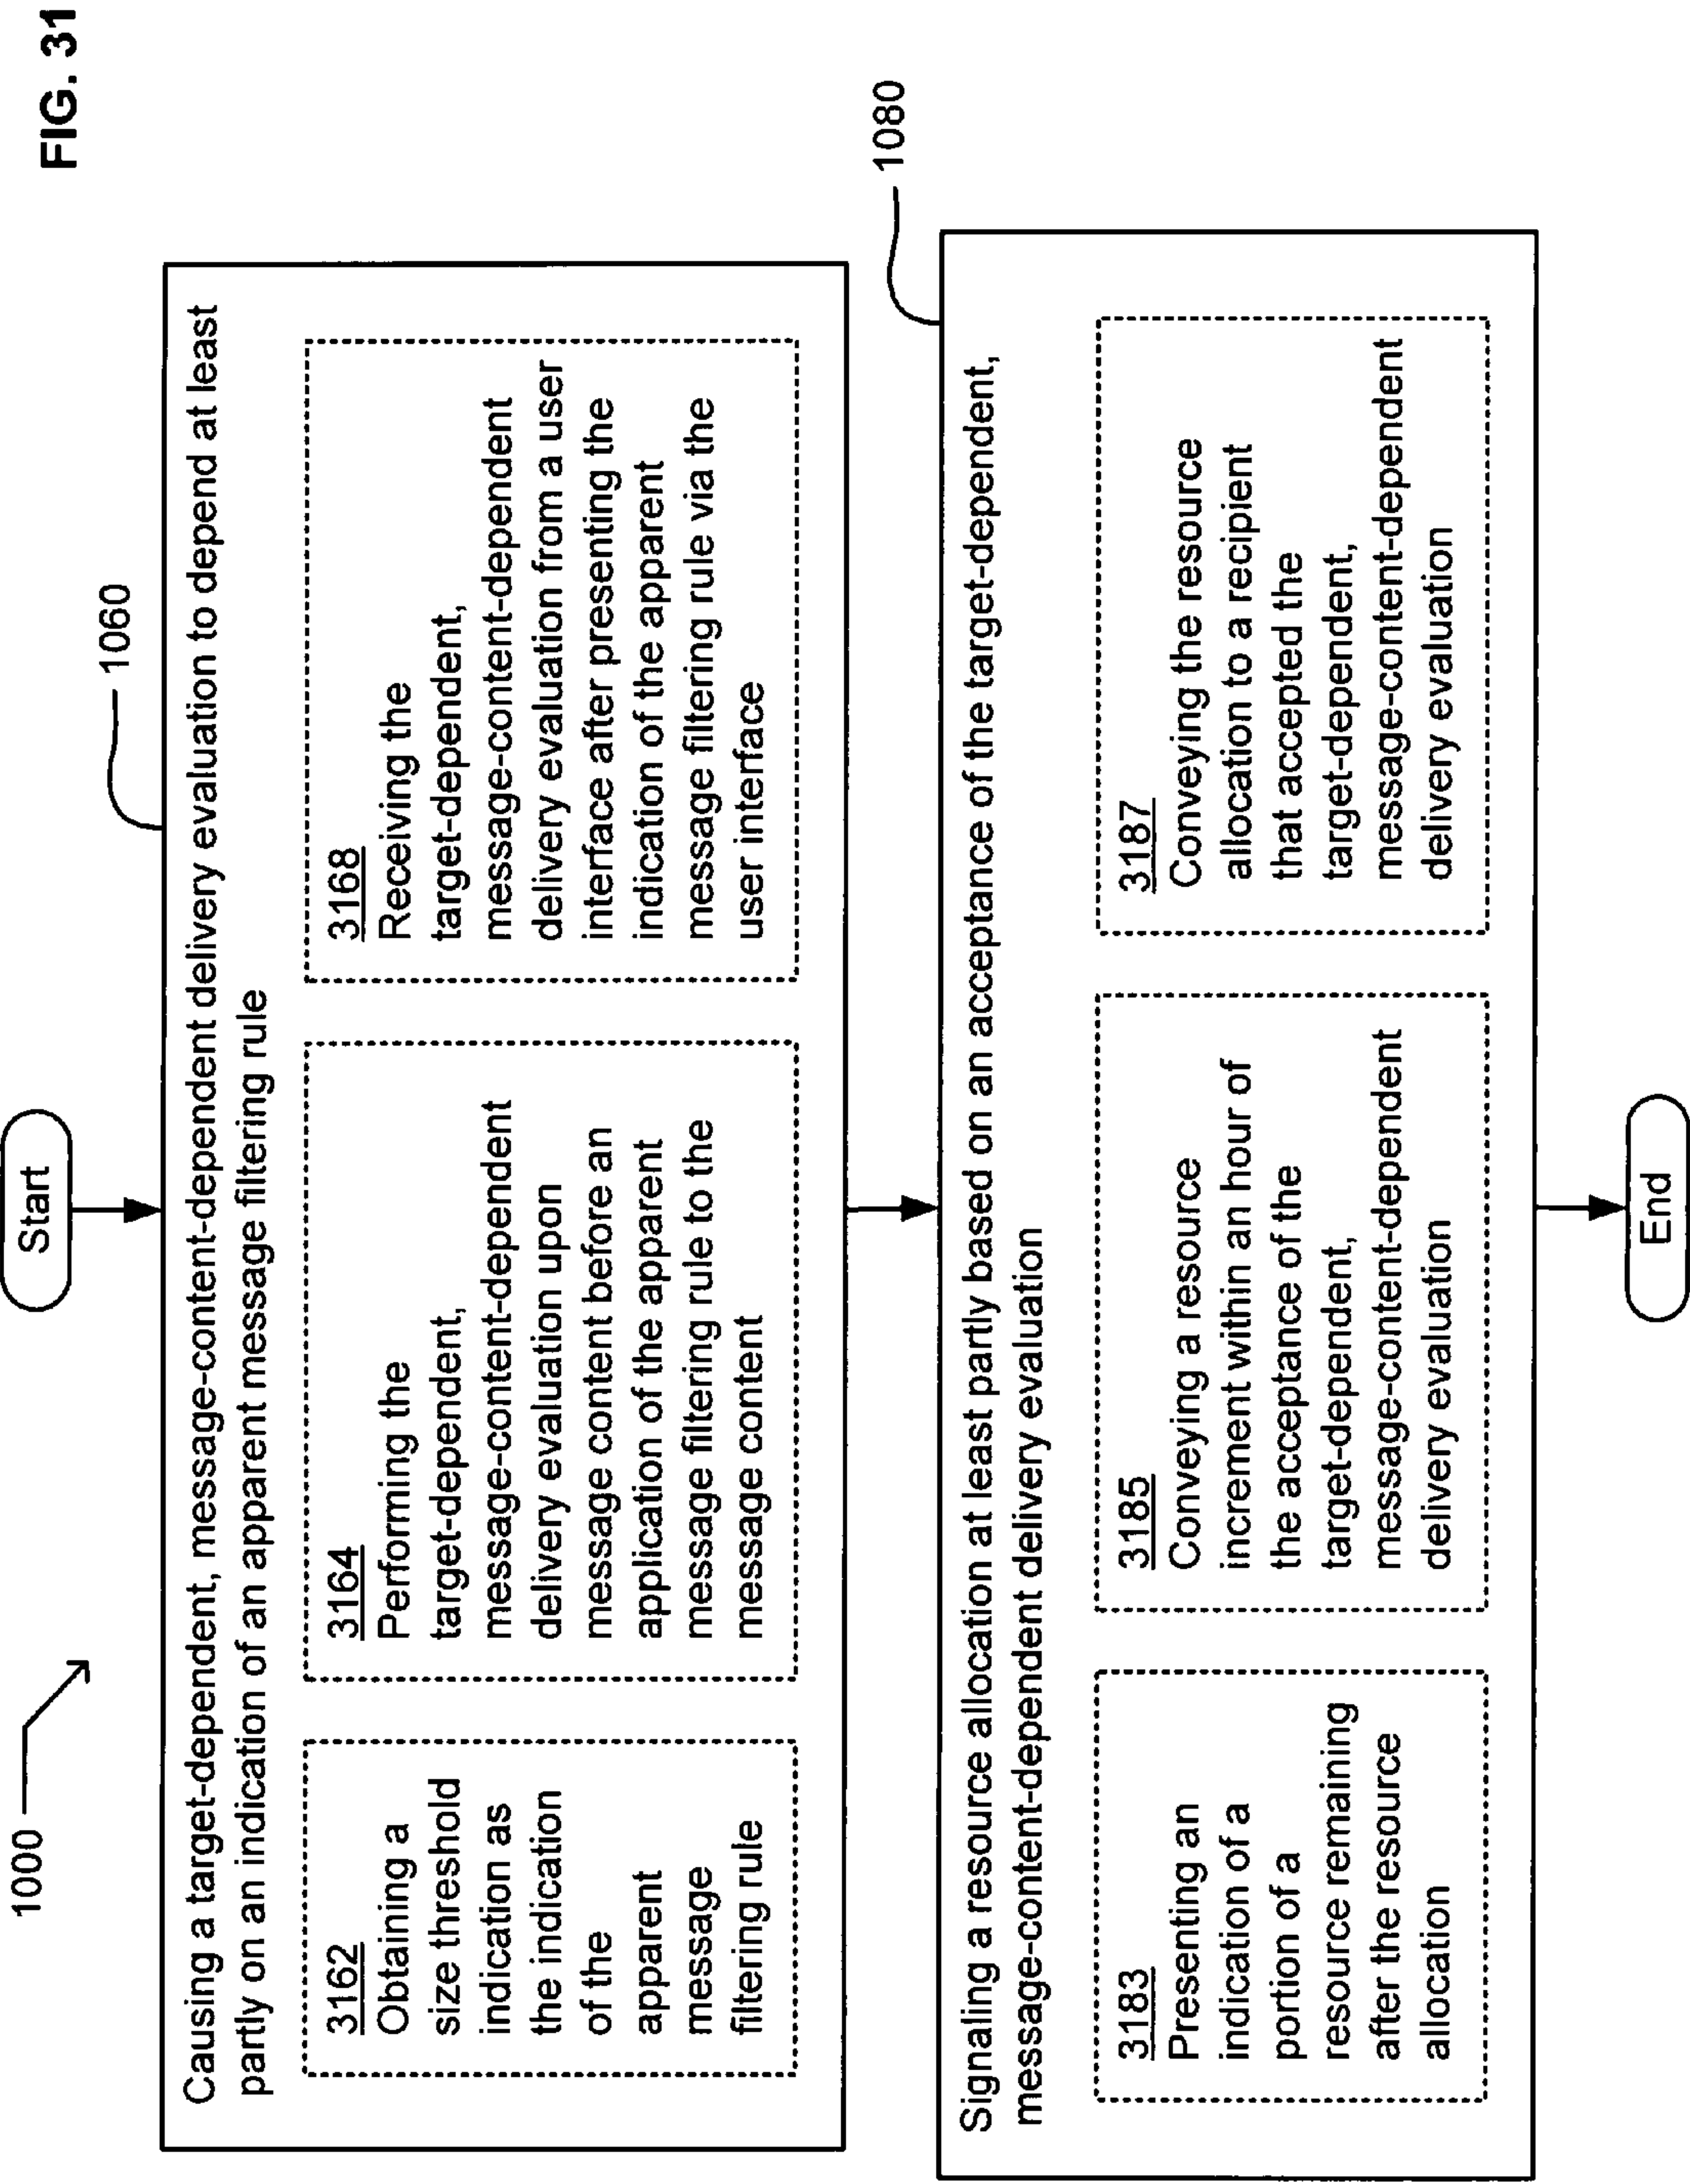 FIG. 31
1000
Start
1060
Causing a target-dependent, message-content-dependent delivery evaluation to depend at least
partly on an indication of an apparent message filtering rule
3162
Obtaining a
size threshold
indication as
the indication
of the
apparent
message
filtering rule
3164
Performing the
target-dependent,
message-content-dependent
delivery evaluation upon
message content before an
application of the apparent
message filtering rule to the
message content
3168
Receiving the
target-dependent,
message-content-dependent
delivery evaluation from a user
interface after presenting the
indication of the apparent
message filtering rule via the
user interface
1080
Signaling a resource allocation at least partly based on an acceptance of the target-dependent,
message-content-dependent delivery evaluation
3183
Presenting an
indication of a
portion of a
resource remaining
after the resource
allocation
3185
Conveying a resource
increment within an hour of
the acceptance of the
target-dependent,
message-content-dependent
delivery evaluation
3187
Conveying the resource
allocation to a recipient
that accepted the
target-dependent,
message-content-dependent
delivery evaluation
End